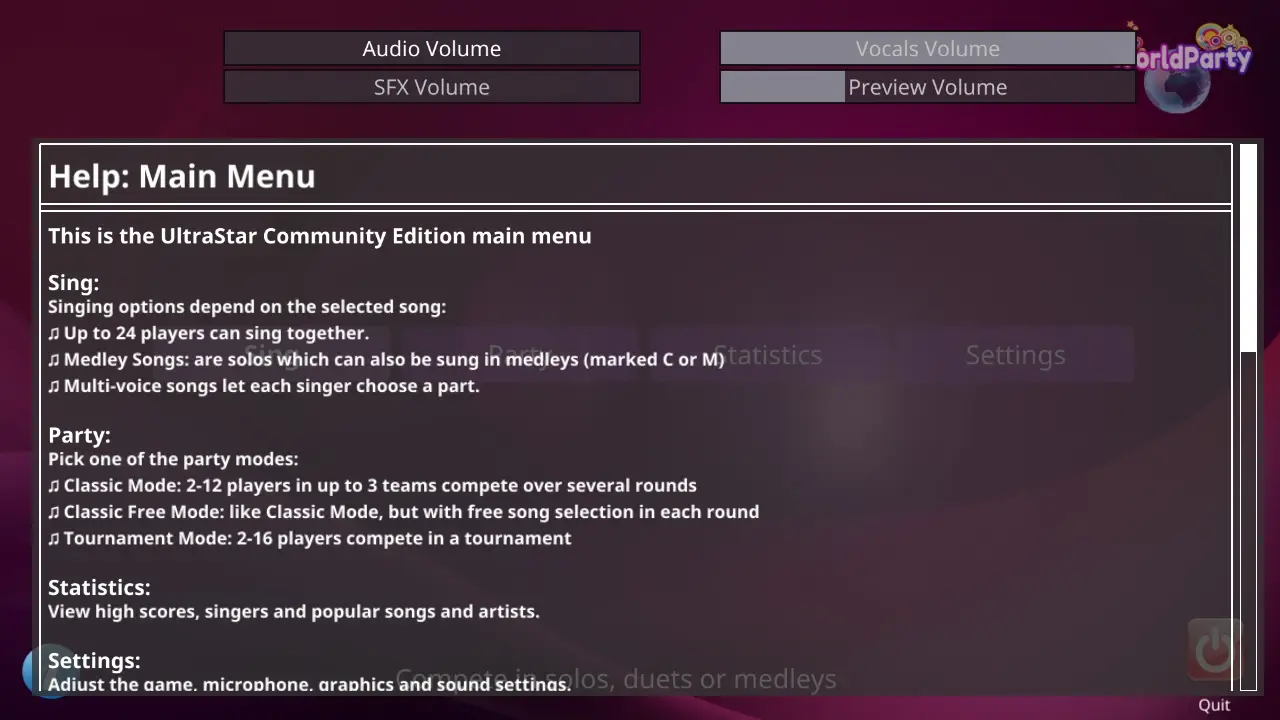 Audio Volume
Vocals Volume
SFX Volume
Preview Volume
orldParty
Help: Main Menu
This is the UltraStar Community Edition main menu
Sing:
Singing options depend on the selected song:
♫ Up to 24 players can sing together.
♫ Medley Songs: are solos which can also be sung in medleys (marked C or M)
♫ Multi-voice songs let each singer choose a part.
Sing
Party
Statistics
Settings
Party:
Pick one of the party modes:
♫ Classic Mode: 2-12 players in up to 3 teams compete over several rounds
♫ Classic Free Mode: like Classic Mode, but with free song selection in each round
♫ Tournament Mode: 2-16 players compete in a tournament
Statistics:
View high scores, singers and popular songs and artists.
Settings:
Adjust the game, microphone, graphics and sound settings.
Compete in solos, duets or medleys
Quit